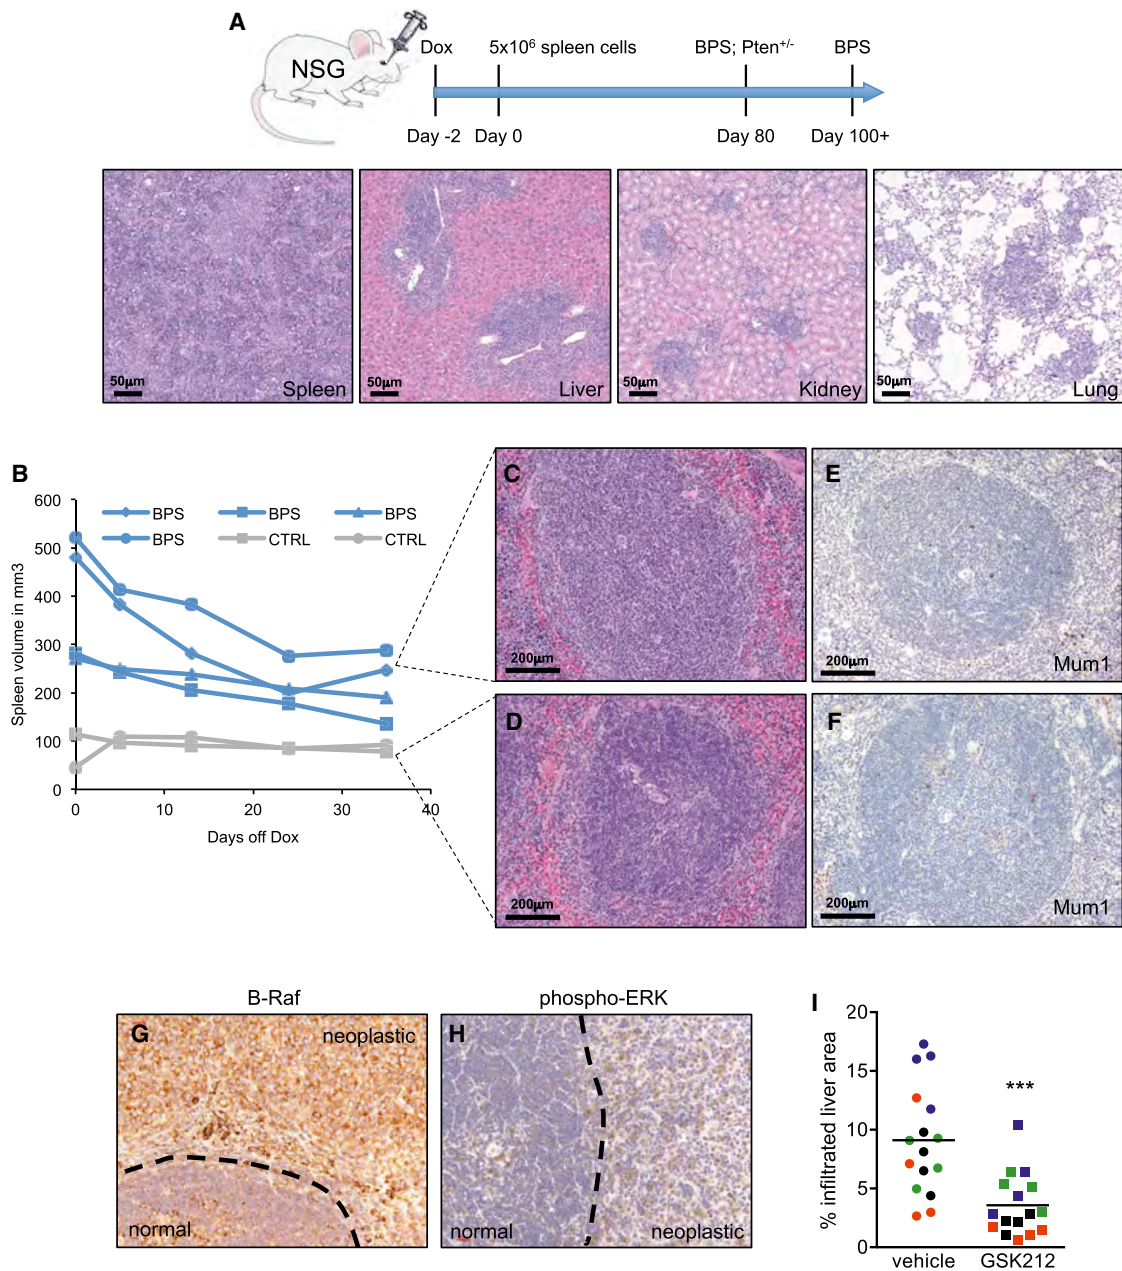 A
NSG
Dox
5x10⁶ spleen cells
BPS; Pten⁺/⁻
BPS
Day -2
Day 0
Day 80
Day 100+
50µm
Spleen
50µm
Liver
50µm
Kidney
50µm
Lung
B
600
500
400
300
200
100
0
Spleen volume in mm3
BPS
BPS
BPS
BPS
CTRL
CTRL
0
10
20
30
40
Days off Dox
C
200µm
E
200µm
Mum1
D
200µm
F
200µm
Mum1
B-Raf
G
neoplastic
normal
phospho-ERK
H
normal
neoplastic
I
% infiltrated liver area
20
15
10
5
0
***
vehicle
GSK212